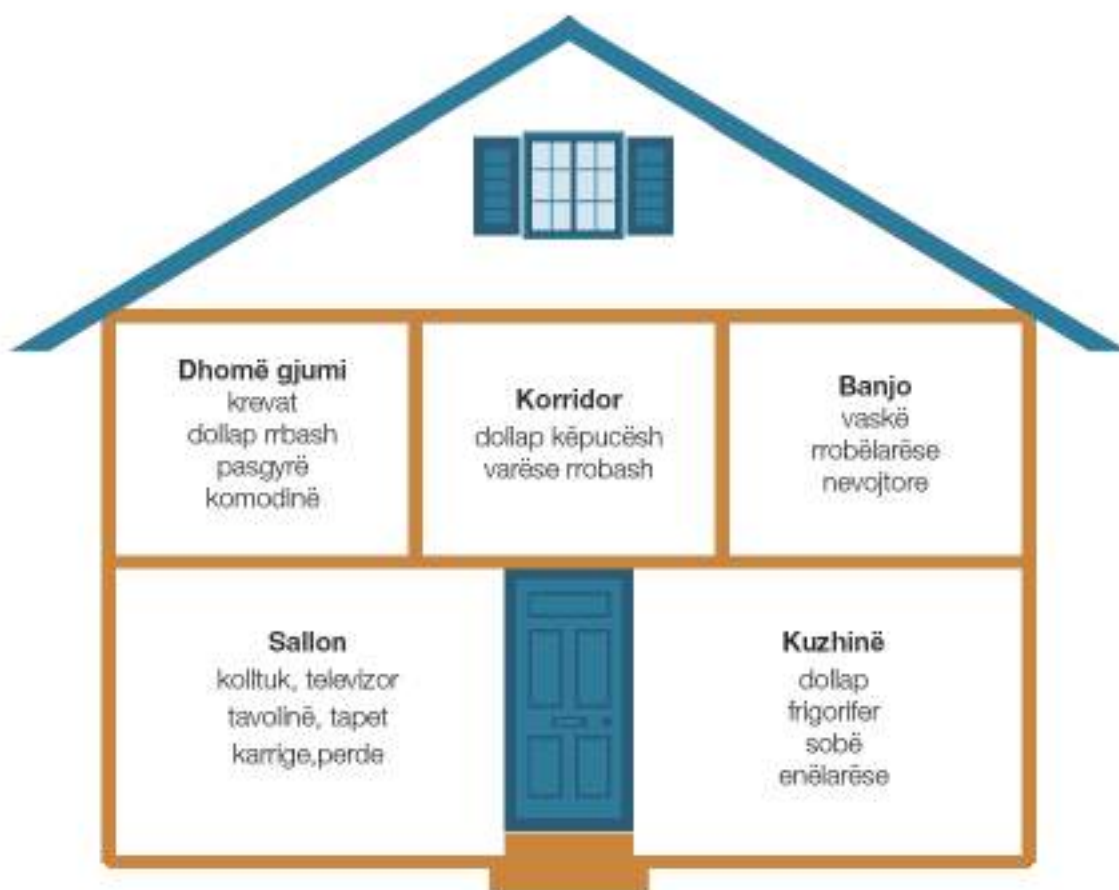 Dhomë gjumi
krevat
dollap rrbash
pasgyrë
komodinë
Korridor
dollap këpucësh
varëse rrobash
Banjo
vaskë
rrobëlarëse
nevojtore
Sallon
kolltuk, televizor
tavolinë, tapet
karrige,perde
Kuzhinë
dollap
frigorifer
sobë
enëlarëse